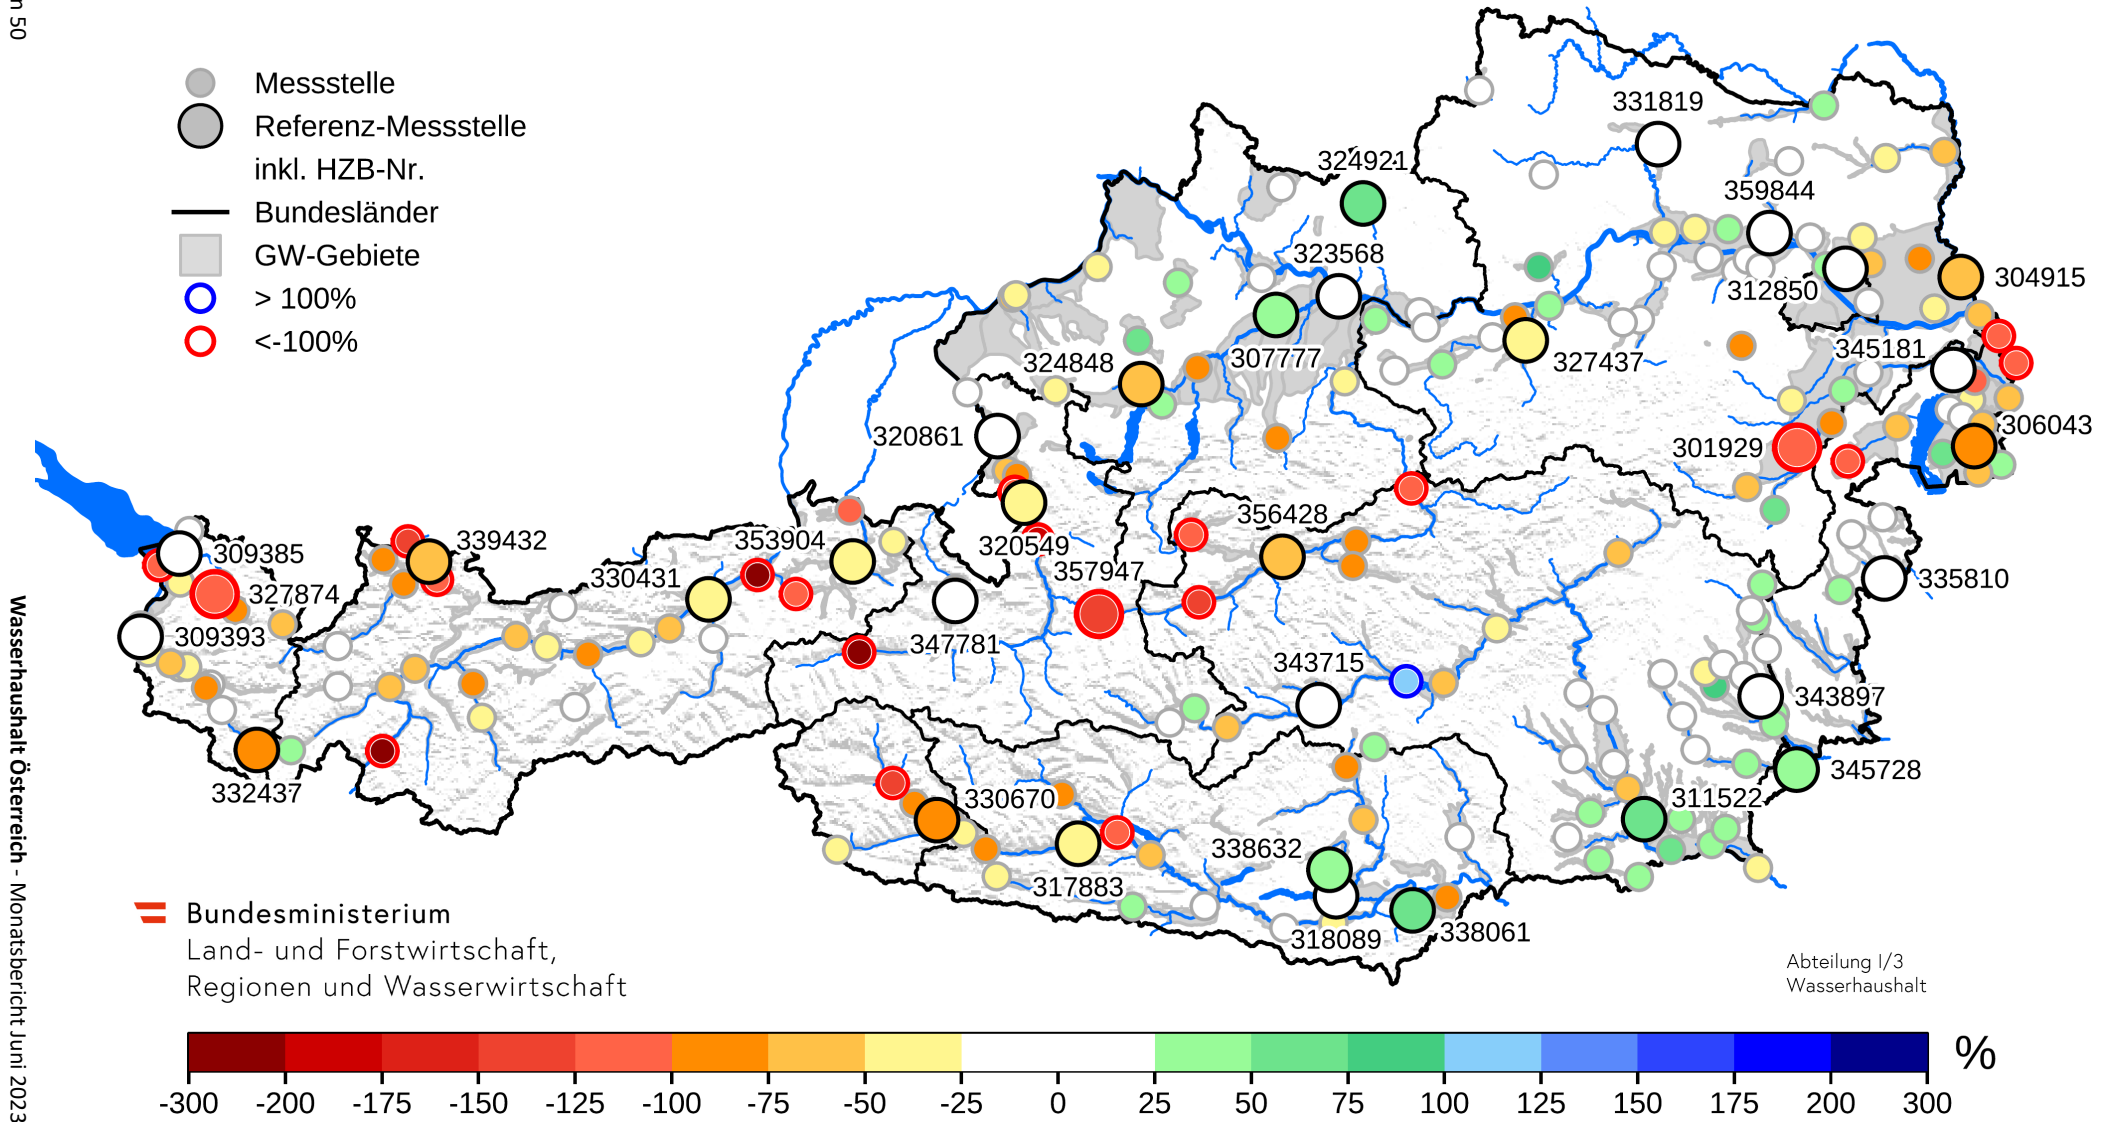 n 50
Wasserhaushalt Österreich - Monatsbericht Juni 2023
Messstelle
Referenz-Messstelle
inkl. HZB-Nr.
Bundesländer
GW-Gebiete
> 100%
<-100%
331819
324921
359844
323568
312850
304915
307777
327437
345181
324848
320861
301929
306043
356428
339432
353904
309385
320549
330431
357947
327874
335810
309393
347781
343715
343897
332437
330670
345728
311522
338632
317883
318089
338061
Bundesministerium
Land- und Forstwirtschaft,
Regionen und Wasserwirtschaft
Abteilung I/3
Wasserhaushalt
%
-300 -200 -175 -150 -125 -100 -75 -50 -25 0 25 50 75 100 125 150 175 200 300